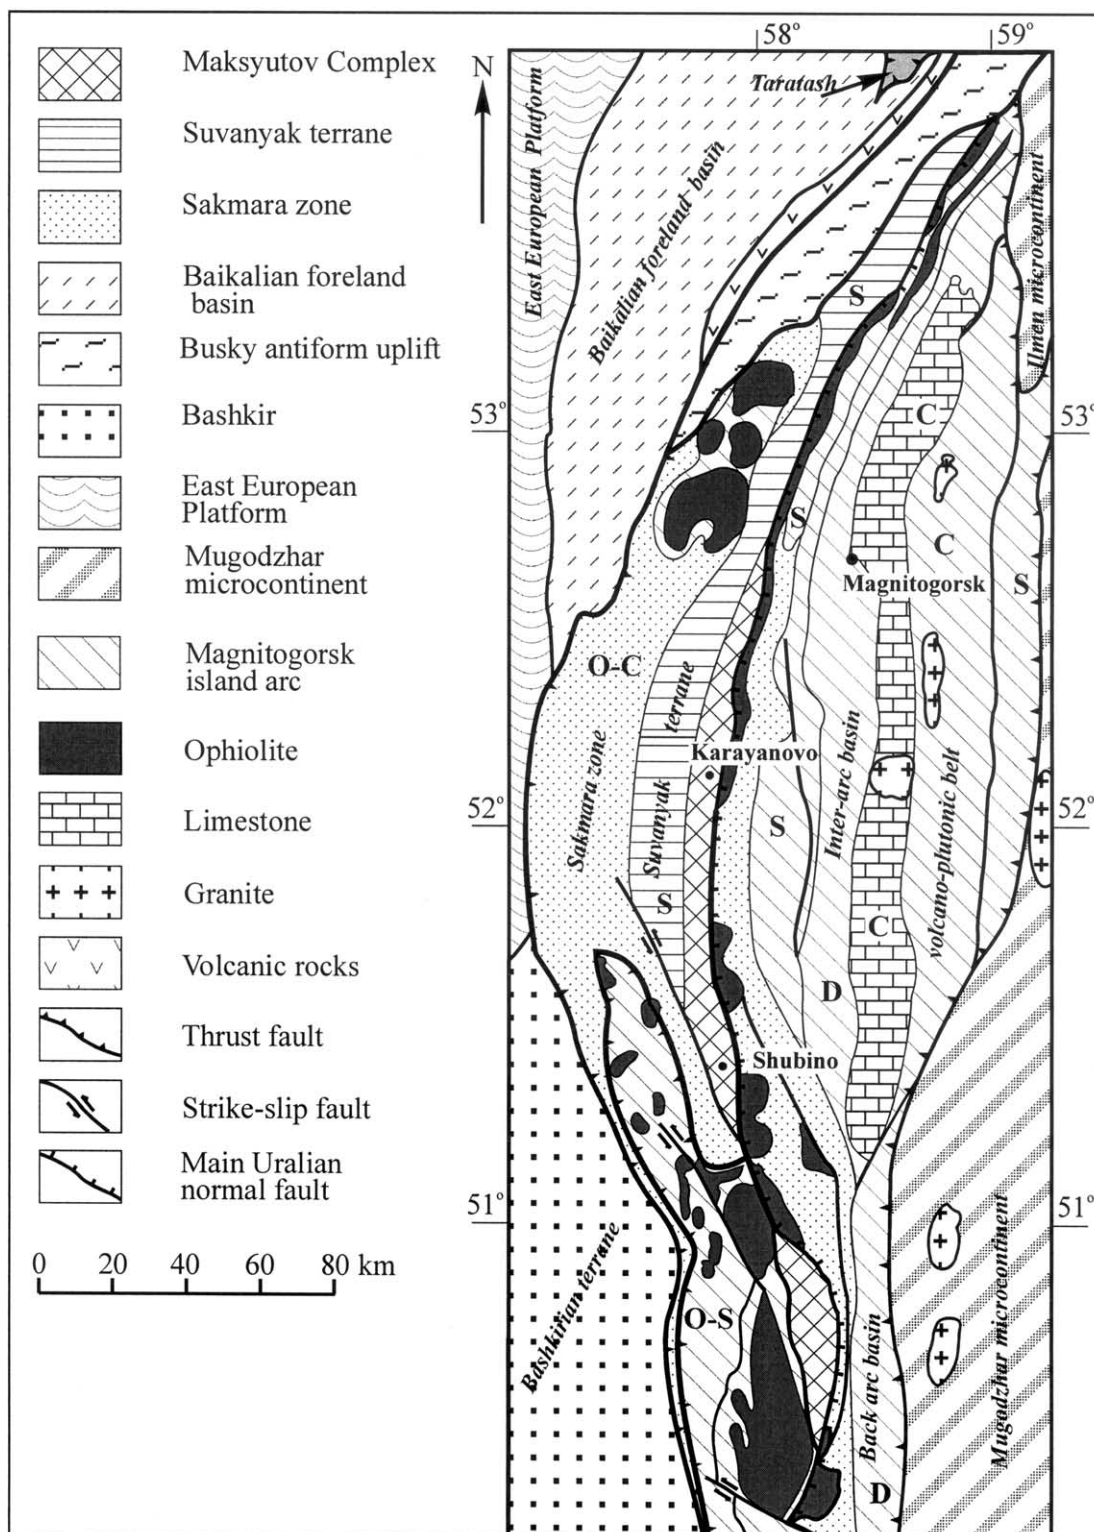 Maksyutov Complex
Suvanyak terrane
Sakmara zone
Baikalian foreland
basin
Busky antiform uplift
Bashkir
East European
Platform
Mugodzhar
microcontinent
Magnitogorsk
island arc
Ophiolite
Limestone
Granite
Volcanic rocks
Thrust fault
Strike-slip fault
Main Uralian
normal fault
0 20 40 60 80 km
N
58°
59°
53°
53°
52°
52°
51°
51°
Taratash
East European Platform
Baikalian foreland basin
Ilmen microcontinent
S
C
S
C
Magnitogorsk
S
O-C
Karayanovo
Sakmara zone
Suvanyak terrane
S
S
Inter-arc basin
volcano-plutonic belt
C
D
Shubino
Bashkirian terrane
O-S
Back arc basin
D
Mugodzhar microcontinent